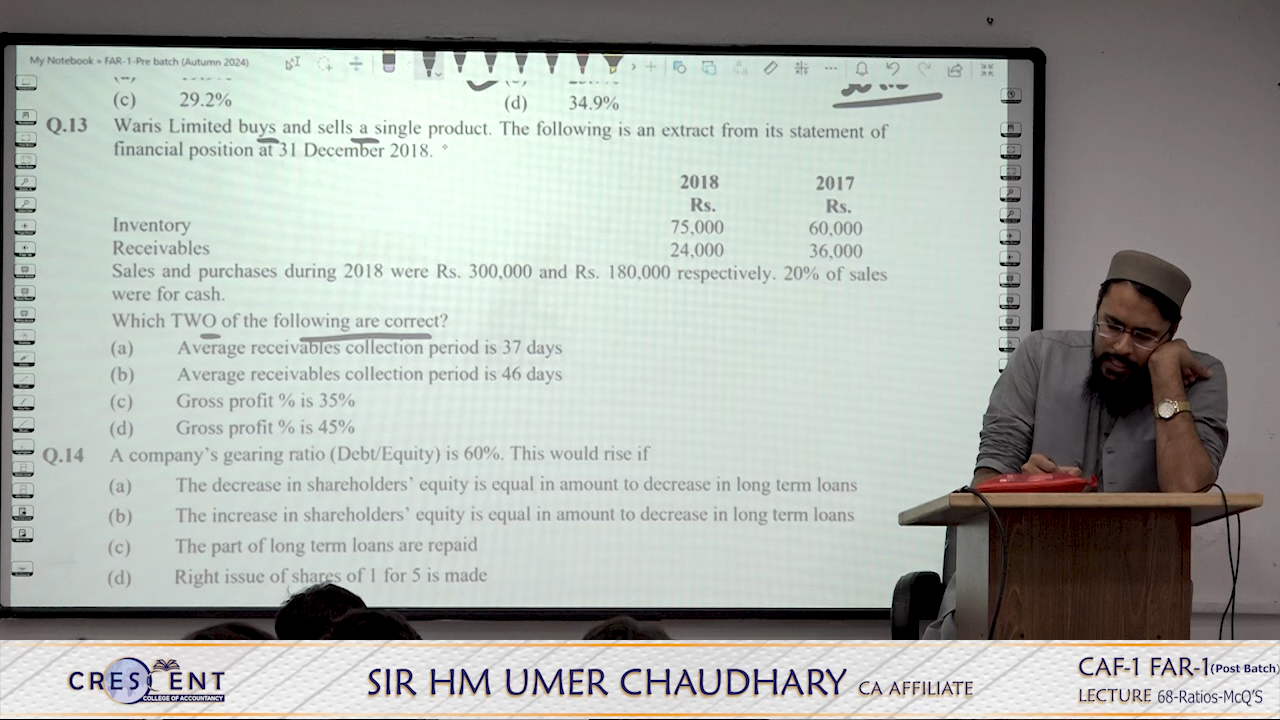 My Notebook » FAR-1-Pre batch (Autumn 2024)
(c) 29.2% (d) 34.9%
Q.13 Waris Limited buys and sells a single product. The following is an extract from its statement of
financial position at 31 December 2018.
2018 2017
Rs. Rs.
Inventory 75,000 60,000
Receivables 24,000 36,000
Sales and purchases during 2018 were Rs. 300,000 and Rs. 180,000 respectively. 20% of sales
were for cash.
Which TWO of the following are correct?
(a) Average receivables collection period is 37 days
(b) Average receivables collection period is 46 days
(c) Gross profit % is 35%
(d) Gross profit % is 45%
Q.14 A company's gearing ratio (Debt/Equity) is 60%. This would rise if
(a) The decrease in shareholders' equity is equal in amount to decrease in long term loans
(b) The increase in shareholders' equity is equal in amount to decrease in long term loans
(c) The part of long term loans are repaid
(d) Right issue of shares of 1 for 5 is made
CRESCENT
COLLEGE OF ACCOUNTANCY
SIR HM UMER CHAUDHARY CA AFFILIATE
CAF-1 FAR-1(Post Batch)
LECTURE 68-Ratios-McQ'S